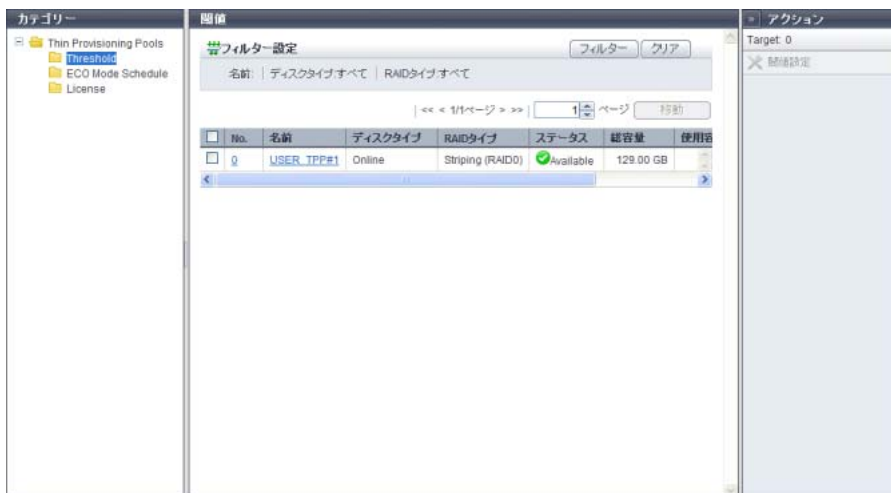 カテゴリー
Thin Provisioning Pools
Threshold
ECO Mode Schedule
License
閾値
フィルター設定
フィルター クリア
名前: | ディスクタイプ:すべて | RAIDタイプ:すべて
| << < 1/1ページ > >> | 1 ページ 移動
No. 名前 ディスクタイプ RAIDタイプ ステータス 総容量 使用容
0 USER_TPP#1 Online Striping (RAID0) Available 129.00 GB
» アクション
Target: 0
閾値設定